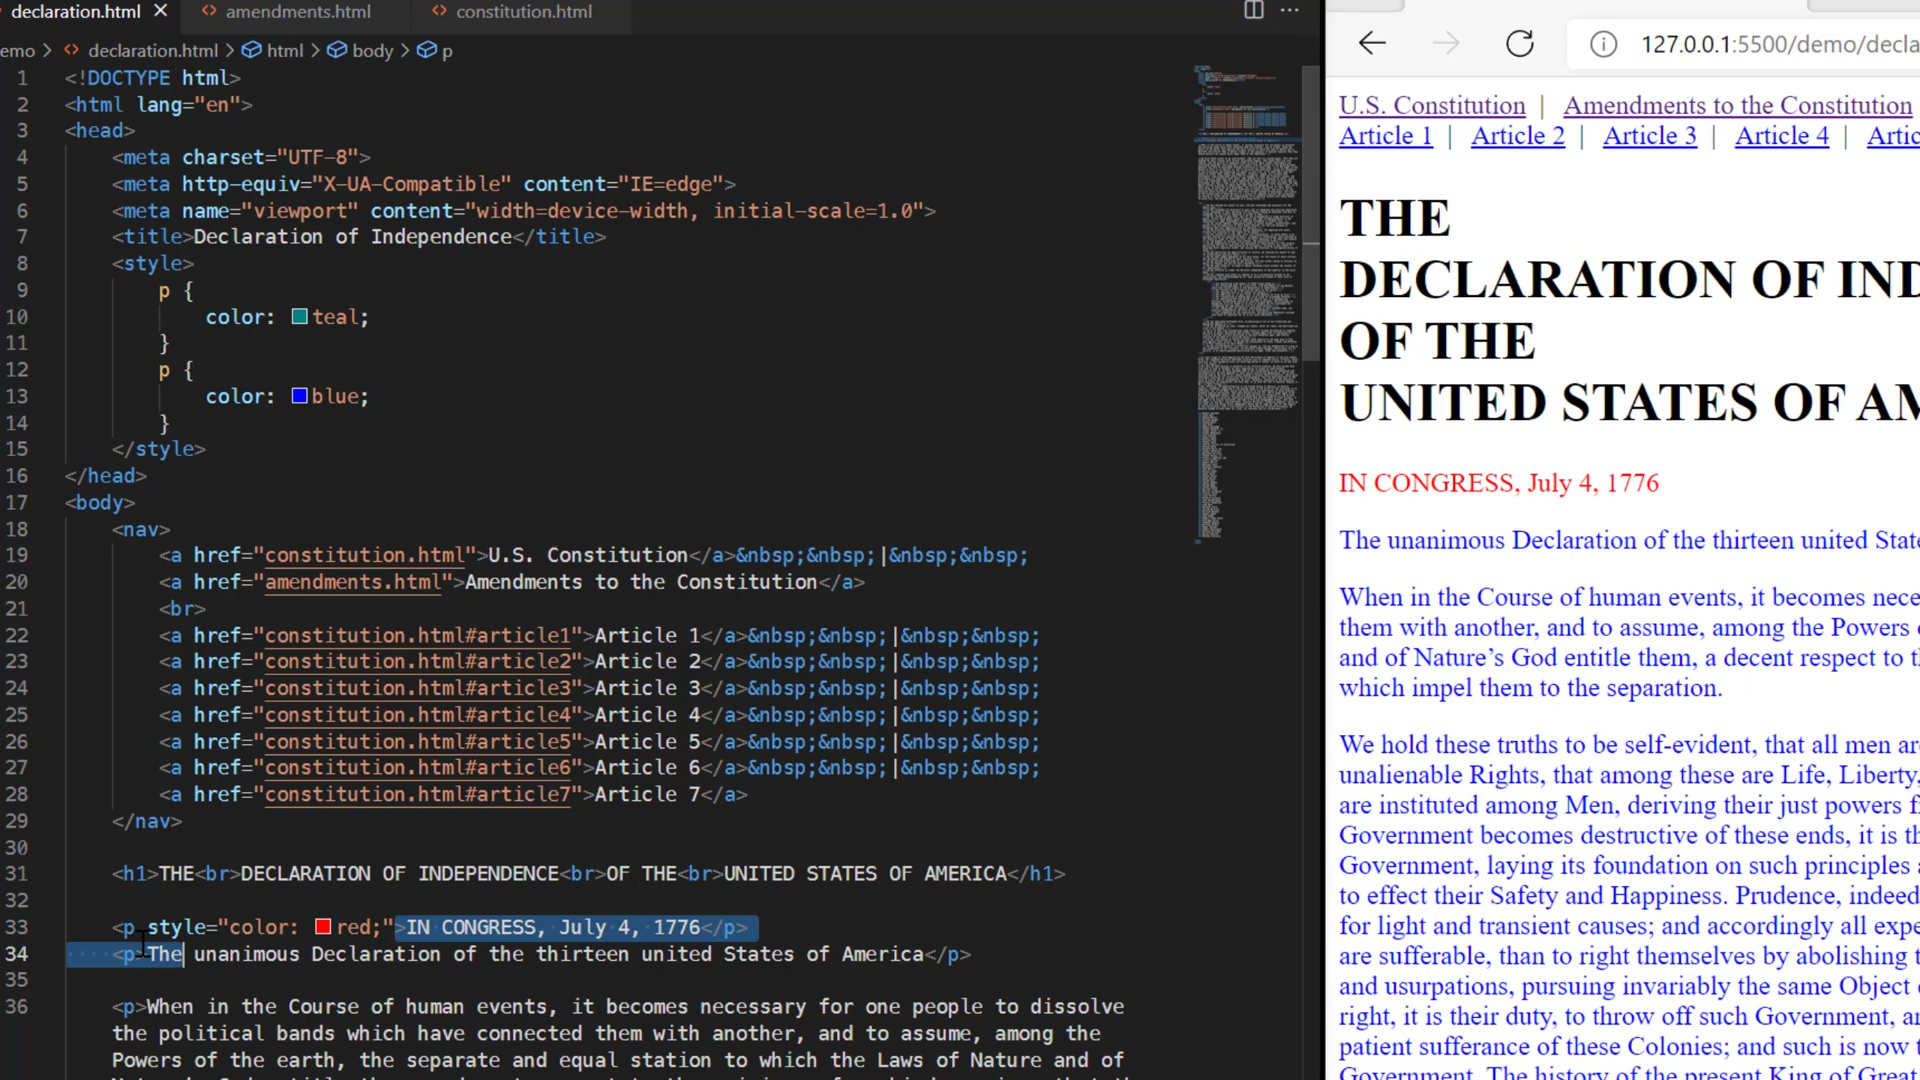 declaration.html
amendments.html
constitution.html
emo > declaration.html > html > body > p
1 <!DOCTYPE html>
2 <html lang="en">
3 <head>
4 <meta charset="UTF-8">
5 <meta http-equiv="X-UA-Compatible" content="IE=edge">
6 <meta name="viewport" content="width=device-width, initial-scale=1.0">
7 <title>Declaration of Independence</title>
8 <style>
9 p {
10 color: teal;
11 }
12 p {
13 color: blue;
14 }
15 </style>
16 </head>
17 <body>
18 <nav>
19 <a href="constitution.html">U.S. Constitution</a>&nbsp;&nbsp;|&nbsp;&nbsp;
20 <a href="amendments.html">Amendments to the Constitution</a>
21 <br>
22 <a href="constitution.html#article1">Article 1</a>&nbsp;&nbsp;|&nbsp;&nbsp;
23 <a href="constitution.html#article2">Article 2</a>&nbsp;&nbsp;|&nbsp;&nbsp;
24 <a href="constitution.html#article3">Article 3</a>&nbsp;&nbsp;|&nbsp;&nbsp;
25 <a href="constitution.html#article4">Article 4</a>&nbsp;&nbsp;|&nbsp;&nbsp;
26 <a href="constitution.html#article5">Article 5</a>&nbsp;&nbsp;|&nbsp;&nbsp;
27 <a href="constitution.html#article6">Article 6</a>&nbsp;&nbsp;|&nbsp;&nbsp;
28 <a href="constitution.html#article7">Article 7</a>
29 </nav>
30
31 <h1>THE<br>DECLARATION OF INDEPENDENCE<br>OF THE<br>UNITED STATES OF AMERICA</h1>
32
33 <p style="color: red;">IN CONGRESS, July 4, 1776</p>
34 <p>The unanimous Declaration of the thirteen united States of America</p>
35
36 <p>When in the Course of human events, it becomes necessary for one people to dissolve
the political bands which have connected them with another, and to assume, among the
Powers of the earth, the separate and equal station to which the Laws of Nature and of
127.0.0.1:5500/demo/decla
U.S. Constitution | Amendments to the Constitution
Article 1 | Article 2 | Article 3 | Article 4 | Artic
THE
DECLARATION OF IND
OF THE
UNITED STATES OF AM
IN CONGRESS, July 4, 1776
The unanimous Declaration of the thirteen united State
When in the Course of human events, it becomes nece
them with another, and to assume, among the Powers
and of Nature’s God entitle them, a decent respect to t
which impel them to the separation.
We hold these truths to be self-evident, that all men are
unalienable Rights, that among these are Life, Liberty,
are instituted among Men, deriving their just powers f
Government becomes destructive of these ends, it is th
Government, laying its foundation on such principles a
to effect their Safety and Happiness. Prudence, indeed
for light and transient causes; and accordingly all expe
are sufferable, than to right themselves by abolishing t
and usurpations, pursuing invariably the same Object
right, it is their duty, to throw off such Government, an
patient sufferance of these Colonies; and such is now t
Government. The history of the present King of Great